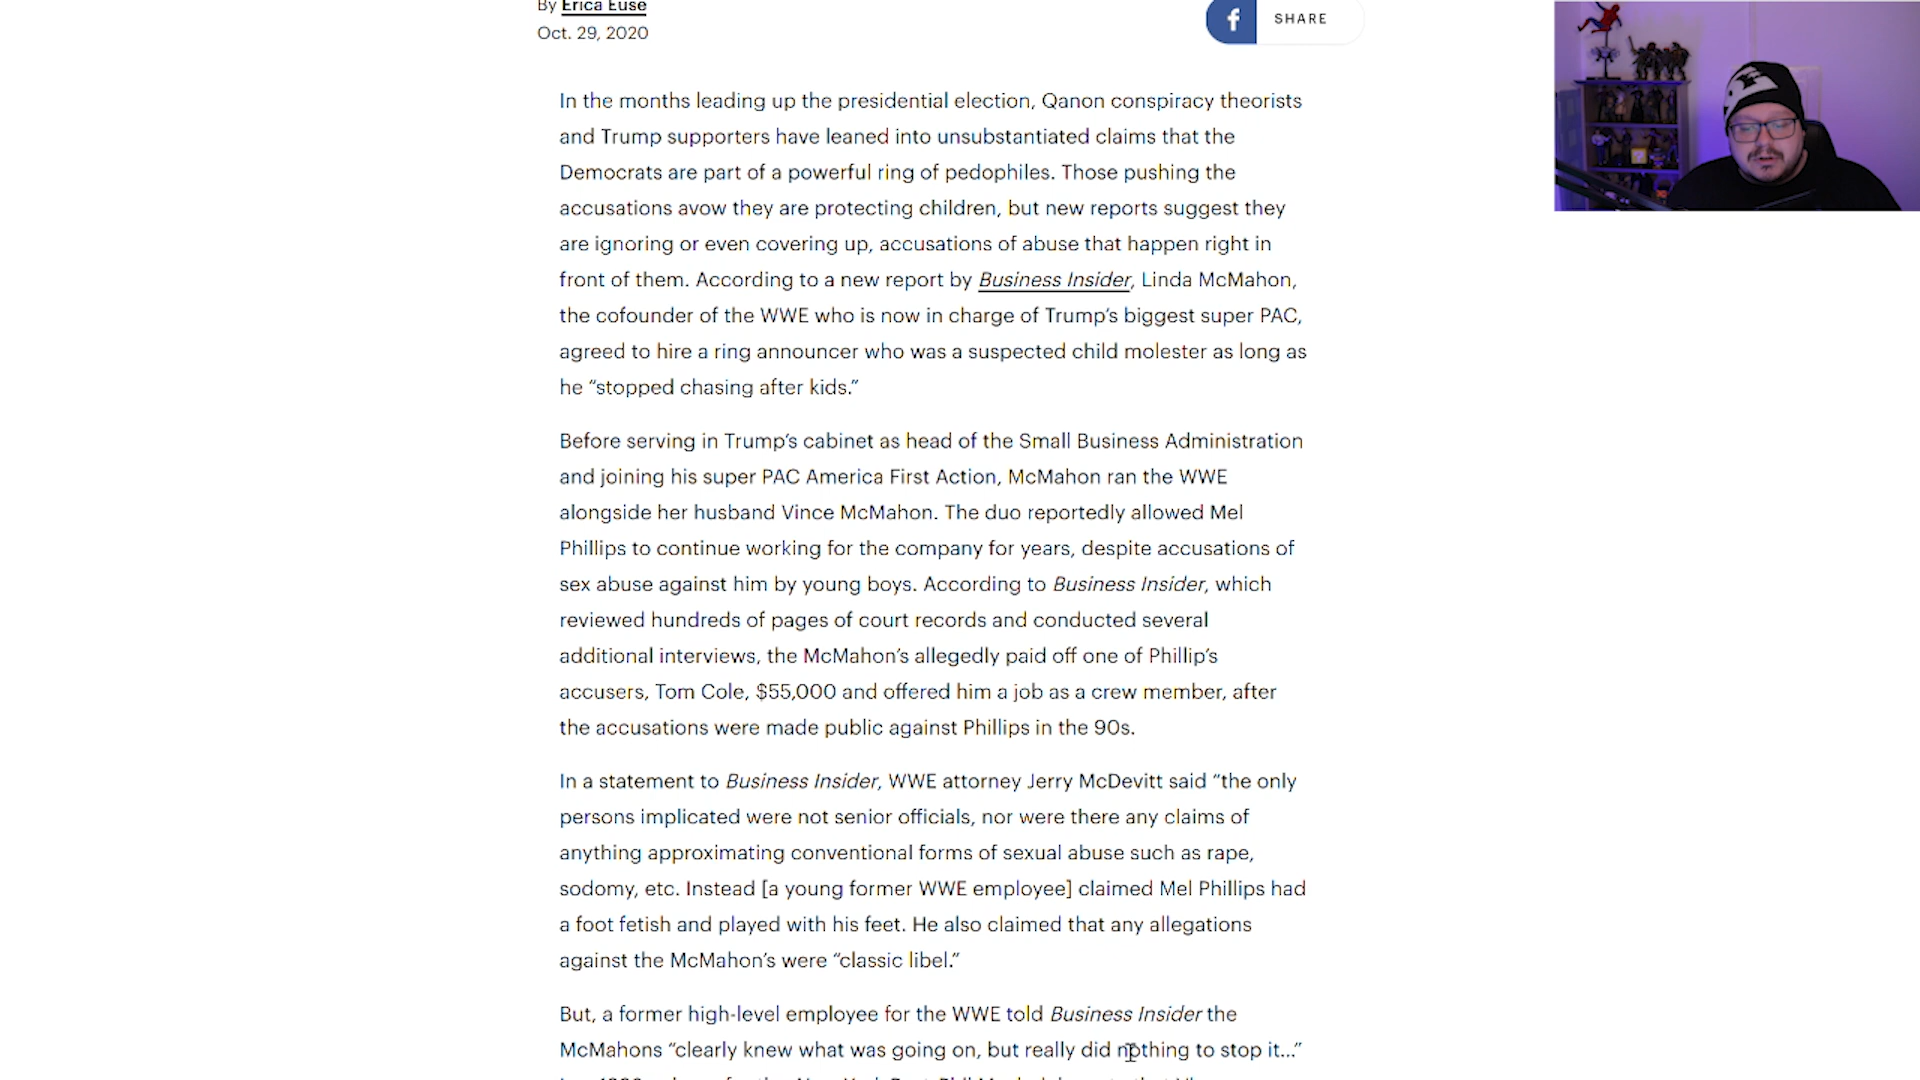 By Erica Euse
Oct. 29, 2020
f SHARE
In the months leading up the presidential election, Qanon conspiracy theorists
and Trump supporters have leaned into unsubstantiated claims that the
Democrats are part of a powerful ring of pedophiles. Those pushing the
accusations avow they are protecting children, but new reports suggest they
are ignoring or even covering up, accusations of abuse that happen right in
front of them. According to a new report by Business Insider, Linda McMahon,
the cofounder of the WWE who is now in charge of Trump’s biggest super PAC,
agreed to hire a ring announcer who was a suspected child molester as long as
he “stopped chasing after kids.”
Before serving in Trump’s cabinet as head of the Small Business Administration
and joining his super PAC America First Action, McMahon ran the WWE
alongside her husband Vince McMahon. The duo reportedly allowed Mel
Phillips to continue working for the company for years, despite accusations of
sex abuse against him by young boys. According to Business Insider, which
reviewed hundreds of pages of court records and conducted several
additional interviews, the McMahon’s allegedly paid off one of Phillip’s
accusers, Tom Cole, $55,000 and offered him a job as a crew member, after
the accusations were made public against Phillips in the 90s.
In a statement to Business Insider, WWE attorney Jerry McDevitt said “the only
persons implicated were not senior officials, nor were there any claims of
anything approximating conventional forms of sexual abuse such as rape,
sodomy, etc. Instead [a young former WWE employee] claimed Mel Phillips had
a foot fetish and played with his feet. He also claimed that any allegations
against the McMahon’s were “classic libel.”
But, a former high-level employee for the WWE told Business Insider the
McMahons “clearly knew what was going on, but really did nothing to stop it...”